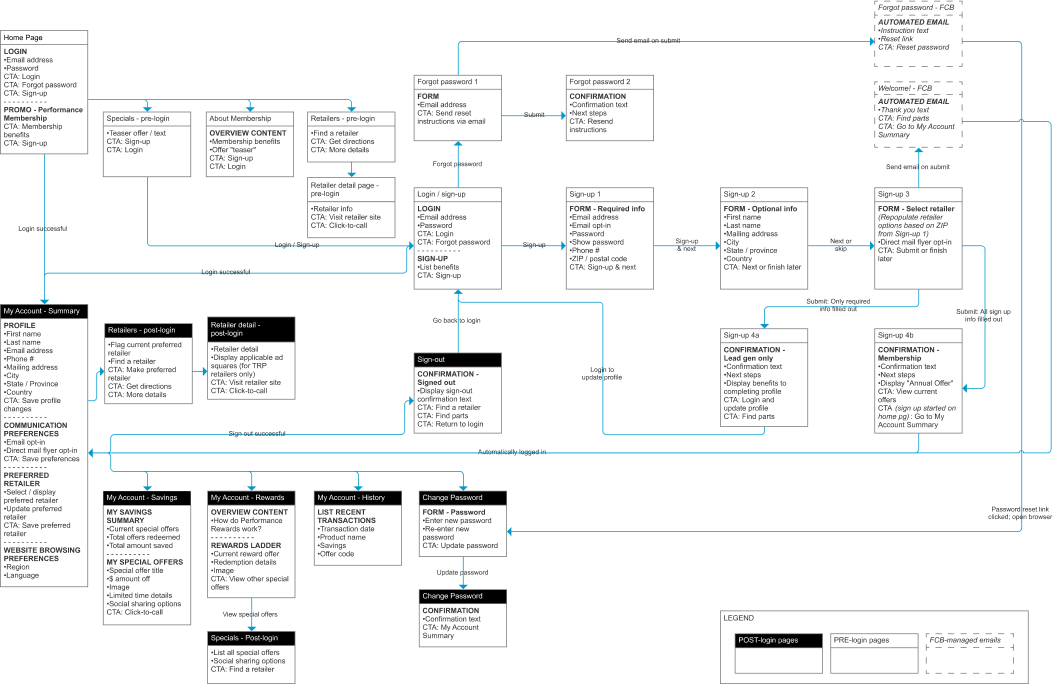 Forgot password - FCB
AUTOMATED EMAIL
•Instruction text
•Reset link
CTA: Reset password
Home Page
LOGIN
•Email address
•Password
CTA: Login
CTA: Forgot password
CTA: Sign-up
- - - - - - - - - -
PROMO - Performance
Membership
CTA: Membership
benefits
CTA: Sign-up
Send email on submit
Forgot password 1
FORM
•Email address
CTA: Send reset
instructions via email
Submit
Forgot password 2
CONFIRMATION
•Confirmation text
•Next steps
CTA: Resend
instructions
Welcome! - FCB
AUTOMATED EMAIL
•Thank you text
CTA: Find parts
CTA: Go to My Account
Summary
Specials - pre-login
•Teaser offer / text
CTA: Sign-up
CTA: Login
About Membership
OVERVIEW CONTENT
•Membership benefits
•Offer "teaser"
CTA: Sign-up
CTA: Login
Retailers - pre-login
•Find a retailer
CTA: Get directions
CTA: More details
Retailer detail page -
pre-login
•Retailer info
CTA: Visit retailer site
CTA: Click-to-call
Forgot password
Send email on submit
Login / sign-up
LOGIN
•Email address
•Password
CTA: Login
CTA: Forgot password
- - - - - - - - - -
SIGN-UP
•List benefits
CTA: Sign-up
Sign-up
Sign-up 1
FORM - Required info
•Email address
•Email opt-in
•Password
•Show password
•Phone #
•ZIP / postal code
CTA: Sign-up & next
Sign-up
& next
Sign-up 2
FORM - Optional info
•First name
•Last name
•Mailing address
•City
•State / province
•Country
CTA: Next or finish later
Next or
skip
Sign-up 3
FORM - Select retailer
(Repopulate retailer
options based on ZIP
from Sign-up 1)
•Direct mail flyer opt-in
CTA: Submit or finish
later
Login successful
Login / Sign-up
Login successful
Submit: Only required
info filled out
Submit: All sign up
info filled out
Go back to login
My Account - Summary
PROFILE
•First name
•Last name
•Email address
•Phone #
•Mailing address
•City
•State / Province
•Country
CTA: Save profile
changes
- - - - - - - - - -
COMMUNICATION
PREFERENCES
•Email opt-in
•Direct mail flyer opt-in
CTA: Save preferences
- - - - - - - - - -
PREFERRED
RETAILER
•Select / display
preferred retailer
•Update preferred
retailer
CTA: Save preferred
retailer
- - - - - - - - - -
WEBSITE BROWSING
PREFERENCES
•Region
•Language
Retailers - post-login
•Flag current preferred
retailer
•Find a retailer
CTA: Make preferred
retailer
CTA: Get directions
CTA: More details
Retailer detail -
post-login
•Retailer detail
•Display applicable ad
squares (for TRP
retailers only)
CTA: Visit retailer site
CTA: Click-to-call
Sign-out
CONFIRMATION -
Signed out
•Display sign-out
confirmation text
CTA: Find a retailer
CTA: Find parts
CTA: Return to login
Login to
update profile
Sign-up 4a
CONFIRMATION -
Lead gen only
•Confirmation text
•Next steps
•Display benefits to
completing profile
CTA: Login and
update profile
CTA: Find parts
Sign-up 4b
CONFIRMATION -
Membership
•Confirmation text
•Next steps
•Display "Annual Offer"
CTA: View current
offers
CTA (sign up started on
home pg): Go to My
Account Summary
Sign out successful
Automatically logged in
My Account - Savings
MY SAVINGS
SUMMARY
•Current special offers
•Total offers redeemed
•Total amount saved
- - - - - - - - - -
MY SPECIAL OFFERS
•Special offer title
•$ amount off
•Image
•Limited time details
•Social sharing options
CTA: Click-to-call
My Account - Rewards
OVERVIEW CONTENT
•How do Performance
Rewards work?
- - - - - - - - - -
REWARDS LADDER
•Current reward offer
•Redemption details
•Image
CTA: View other special
offers
My Account - History
LIST RECENT
TRANSACTIONS
•Transaction date
•Product name
•Savings
•Offer code
Change Password
FORM - Password
•Enter new password
•Re-enter new
password
CTA: Update password
Password reset link
clicked; open browser
Update password
Change Password
CONFIRMATION
•Confirmation text
CTA: My Account
Summary
View special offers
Specials - Post-login
•List all special offers
•Social sharing options
CTA: Find a retailer
LEGEND
POST-login pages
PRE-login pages
FCB-managed emails